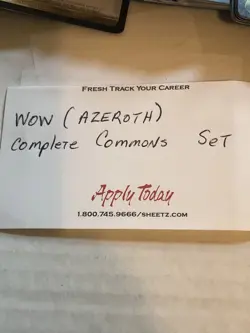 FRESH TRACK YOUR CAREER
WOW (AZEROTH)
Complete Commons Set
Apply Today
1.800.745.9666/SHEETZ.COM